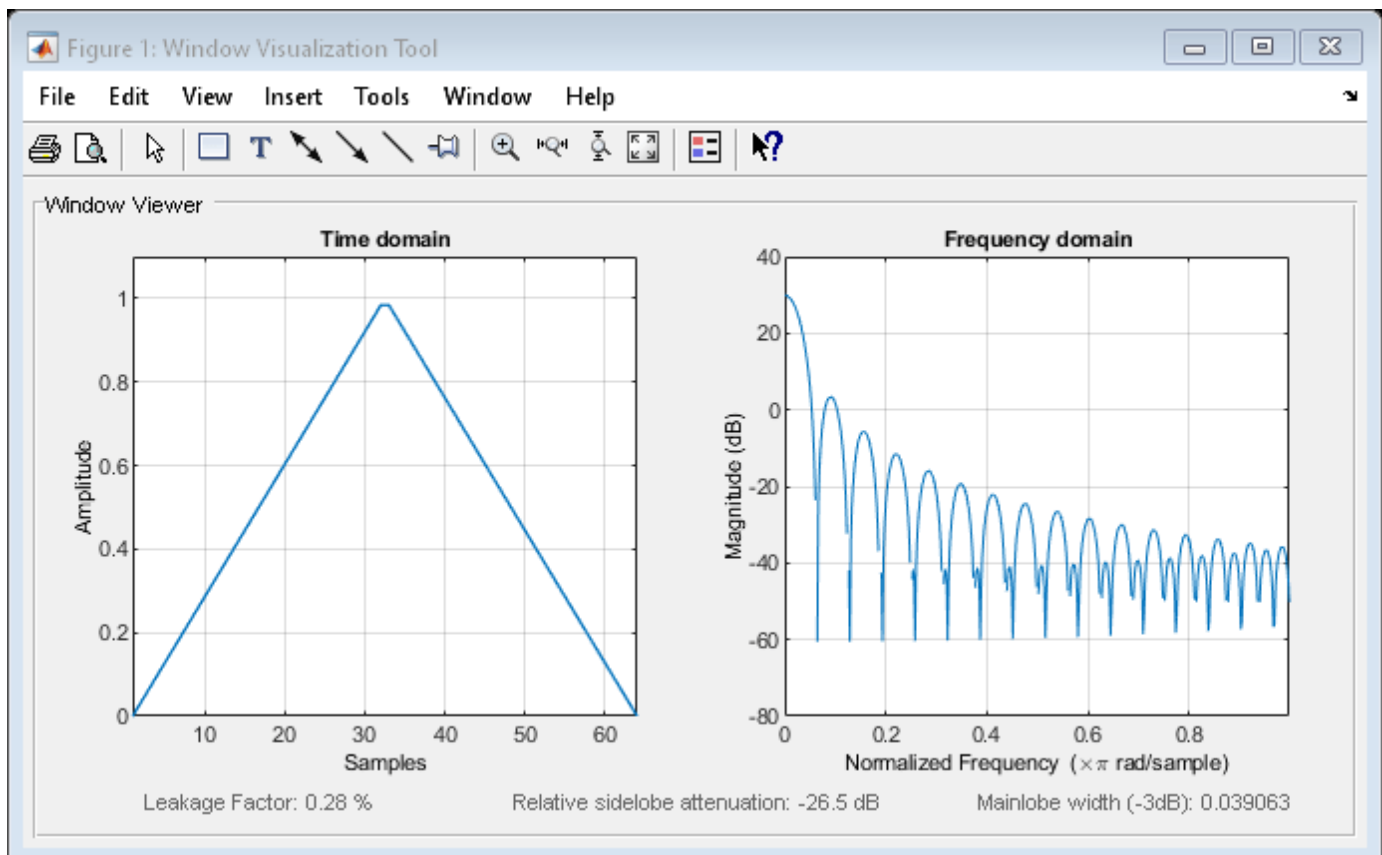 Figure 1: Window Visualization Tool
File Edit View Insert Tools Window Help
T
?
Window Viewer
Time domain
1
0.8
0.6
0.4
0.2
0
10 20 30 40 50 60
Amplitude
Samples
Frequency domain
40
20
0
-20
-40
-60
-80
0 0.2 0.4 0.6 0.8
Magnitude (dB)
Normalized Frequency (×π rad/sample)
Leakage Factor: 0.28 % Relative sidelobe attenuation: -26.5 dB Mainlobe width (-3dB): 0.039063